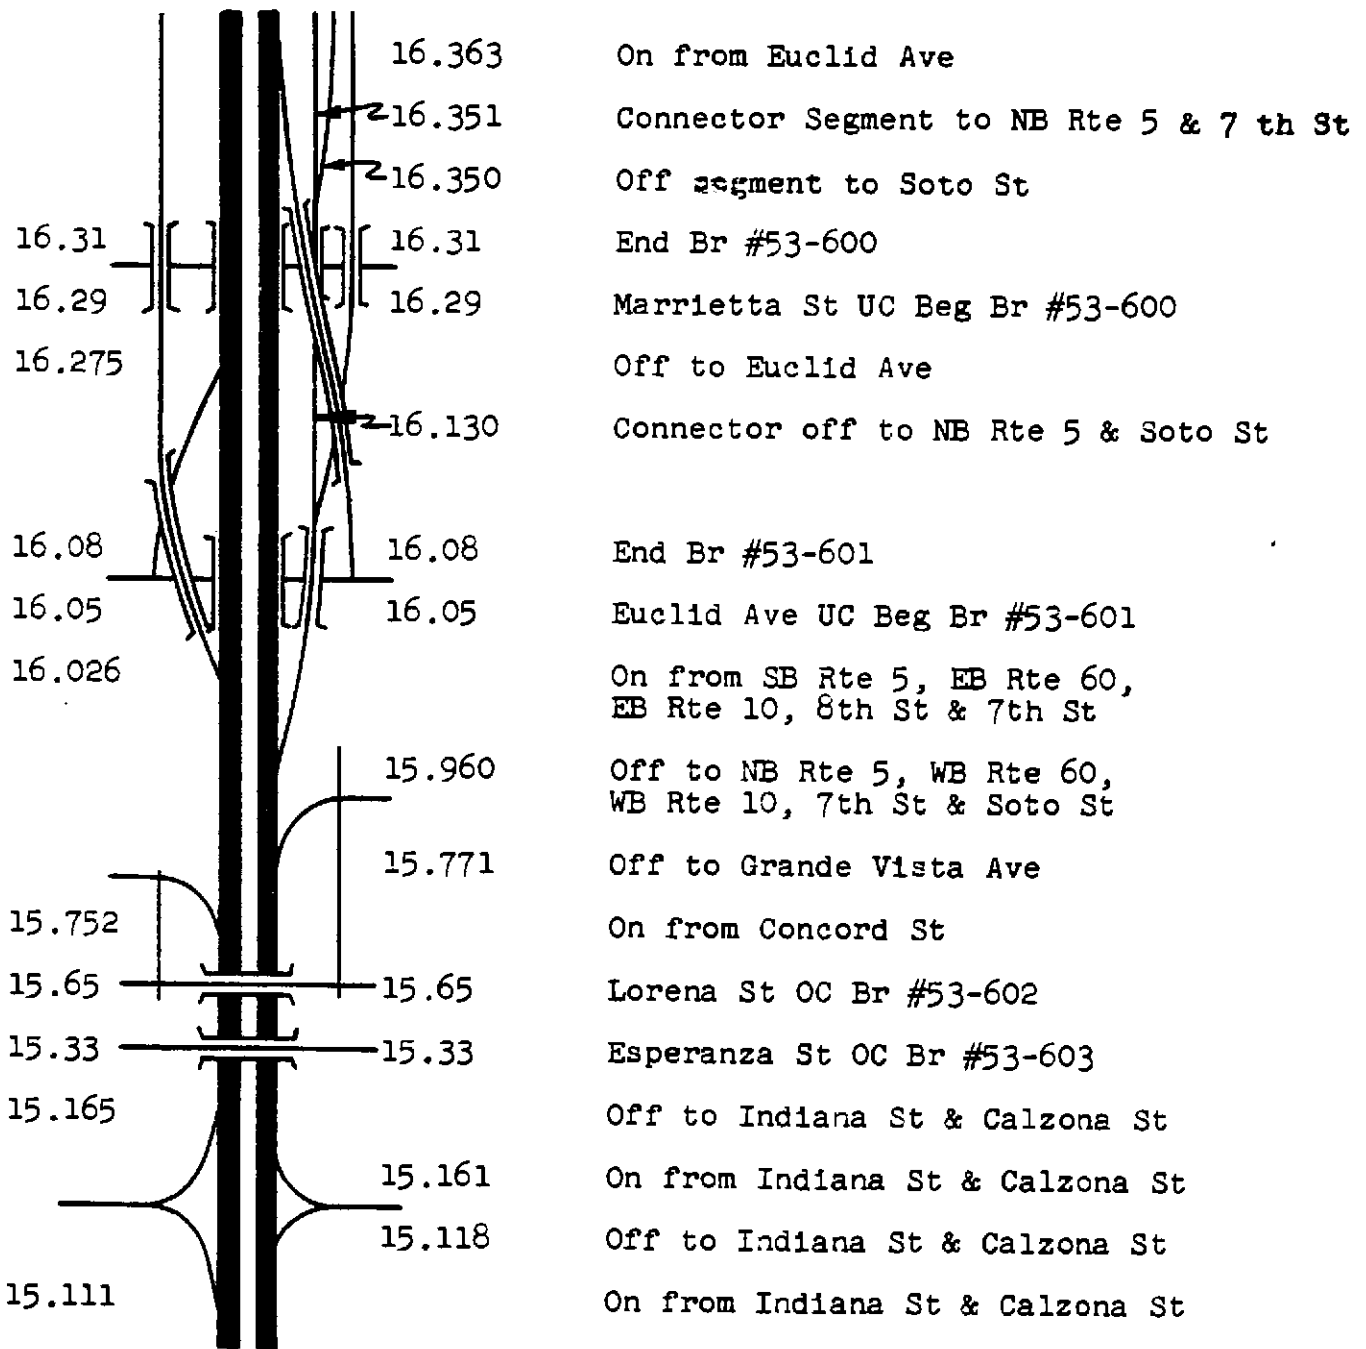 16.363 On from Euclid Ave
16.351 Connector Segment to NB Rte 5 & 7 th St
16.350 Off segment to Soto St
16.31 16.31 End Br #53-600
16.29 16.29 Marrietta St UC Beg Br #53-600
16.275 Off to Euclid Ave
16.130 Connector off to NB Rte 5 & Soto St
16.08 16.08 End Br #53-601
16.05 16.05 Euclid Ave UC Beg Br #53-601
16.026 On from SB Rte 5, EB Rte 60,
EB Rte 10, 8th St & 7th St
15.960 Off to NB Rte 5, WB Rte 60,
WB Rte 10, 7th St & Soto St
15.771 Off to Grande Vista Ave
15.752 On from Concord St
15.65 15.65 Lorena St OC Br #53-602
15.33 15.33 Esperanza St OC Br #53-603
15.165 Off to Indiana St & Calzona St
15.161 On from Indiana St & Calzona St
15.118 Off to Indiana St & Calzona St
15.111 On from Indiana St & Calzona St